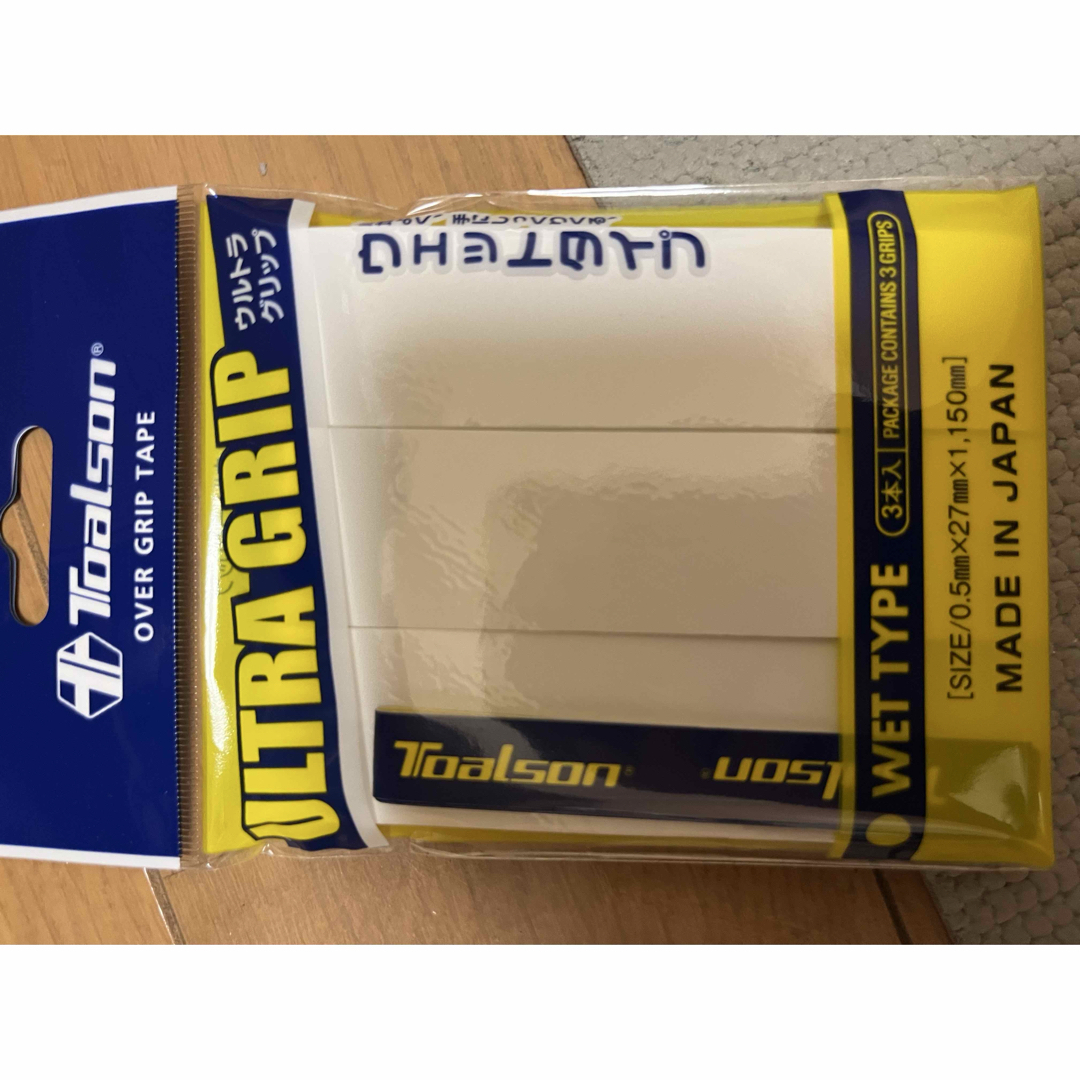 Toalson®
OVER GRIP TAPE
ULTRA GRIP
ウルトラ
グリップ
ウェットタイプ
Toalson®
Toalson®
WET TYPE
3本入 PACKAGE CONTAINS 3 GRIPS
[SIZE/0.5mm×27mm×1,150mm]
MADE IN JAPAN